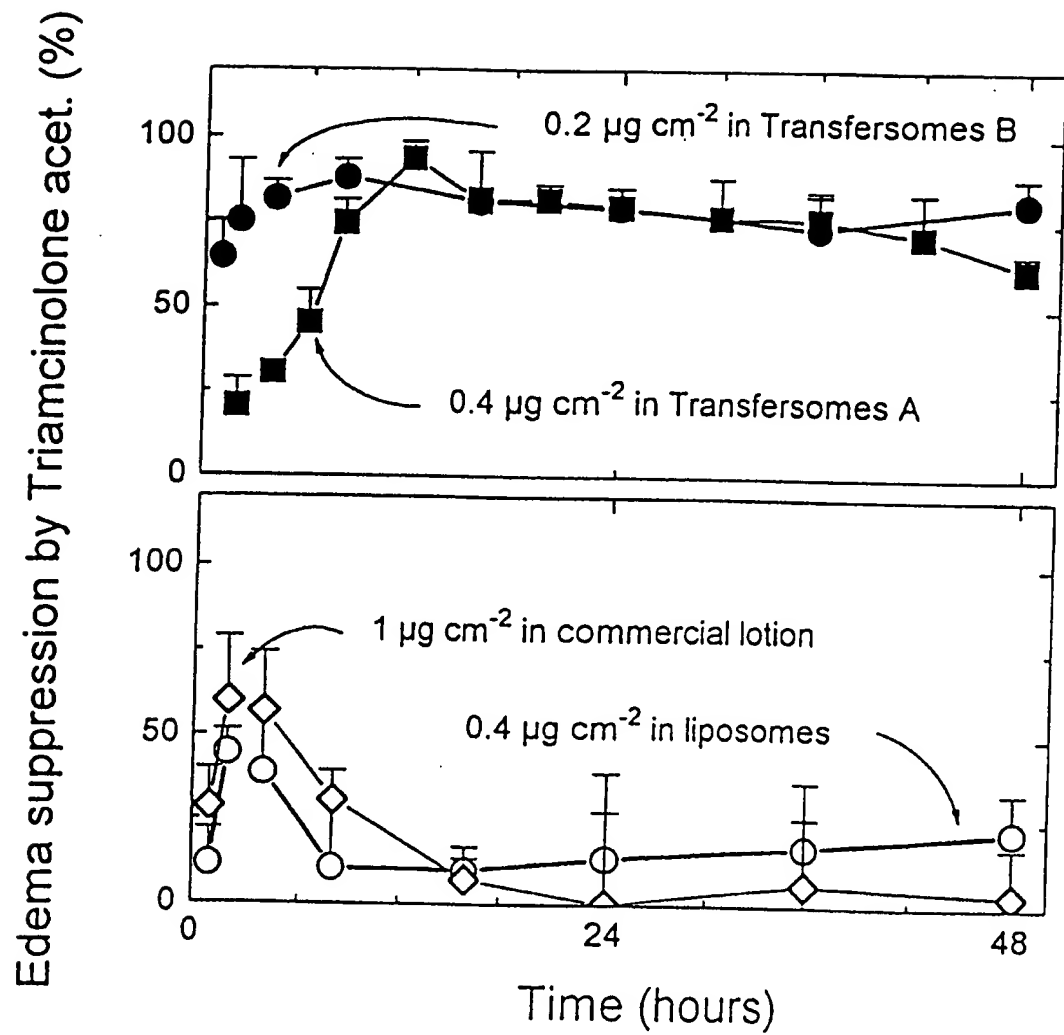 Edema suppression by Triamcinolone acet. (%)
100
50
0
0.2 µg cm⁻² in Transfersomes B
0.4 µg cm⁻² in Transfersomes A
100
50
0
1 µg cm⁻² in commercial lotion
0.4 µg cm⁻² in liposomes
0
24
48
Time (hours)